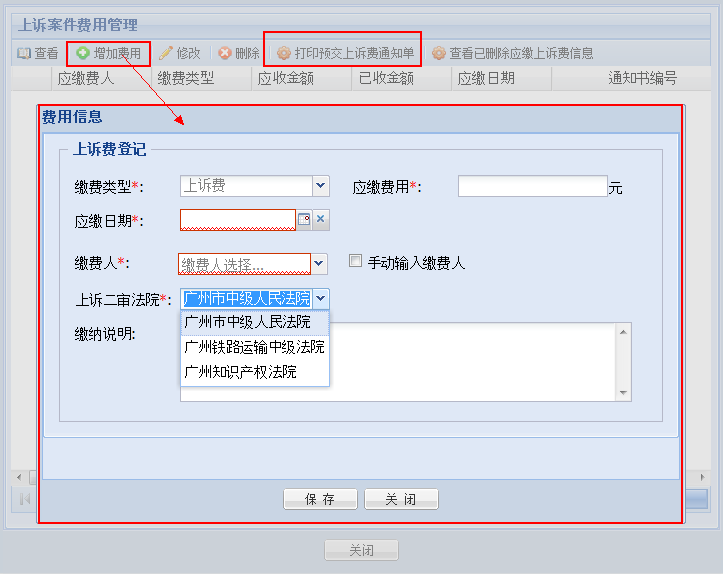 上诉案件费用管理
查看 增加费用 修改 删除 打印预交上诉费通知单 查看已删除应缴上诉费信息
应缴费人 缴费类型 应收金额 已收金额 应缴日期 通知书编号
费用信息
上诉费登记
缴费类型*: 上诉费 应缴费用*: 元
应缴日期*:
缴费人*: 缴费人选择... 手动输入缴费人
上诉二审法院*: 广州市中级人民法院
缴纳说明: 广州市中级人民法院
广州铁路运输中级法院
广州知识产权法院
保 存 关 闭
关闭